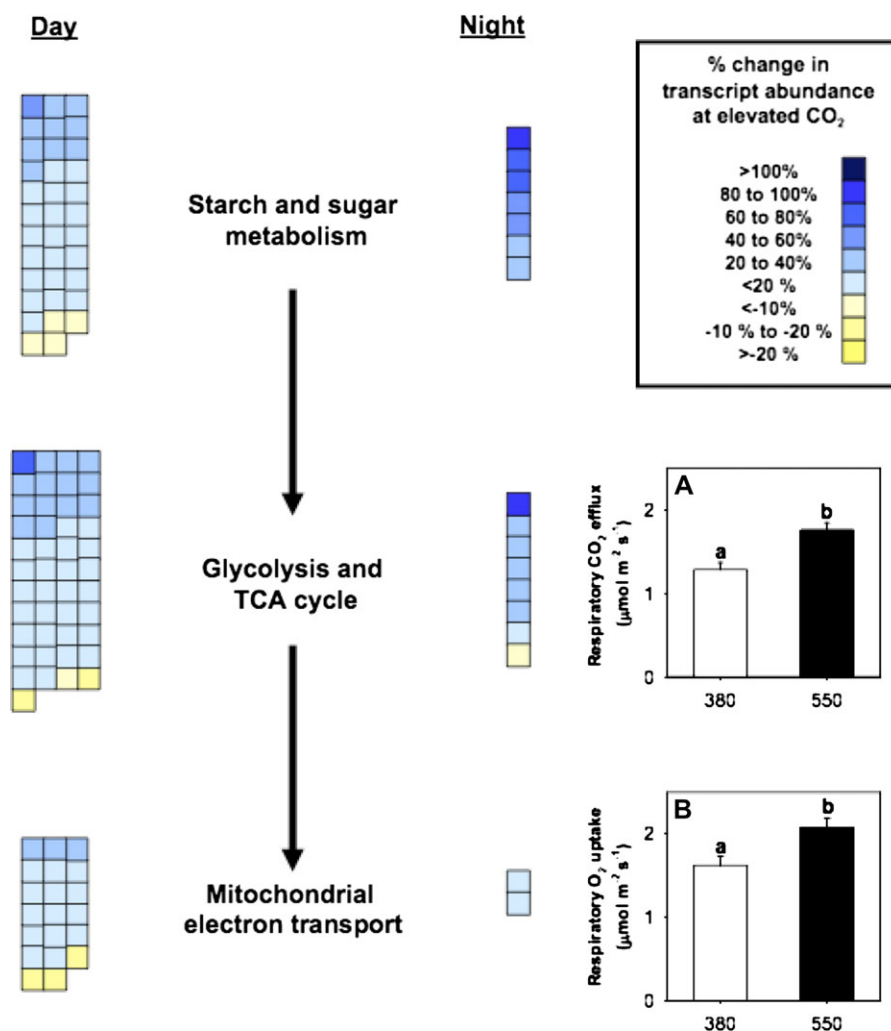 Day
Night
% change in
transcript abundance
at elevated CO₂
>100%
80 to 100%
60 to 80%
40 to 60%
20 to 40%
<20 %
<-10%
-10 % to -20 %
>-20 %
Starch and sugar
metabolism
Glycolysis and
TCA cycle
Mitochondrial
electron transport
A
Respiratory CO₂ efflux
(µmol m⁻² s⁻¹)
2
1
0
a
b
380
550
B
Respiratory O₂ uptake
(µmol m⁻² s⁻¹)
2
1
0
a
b
380
550